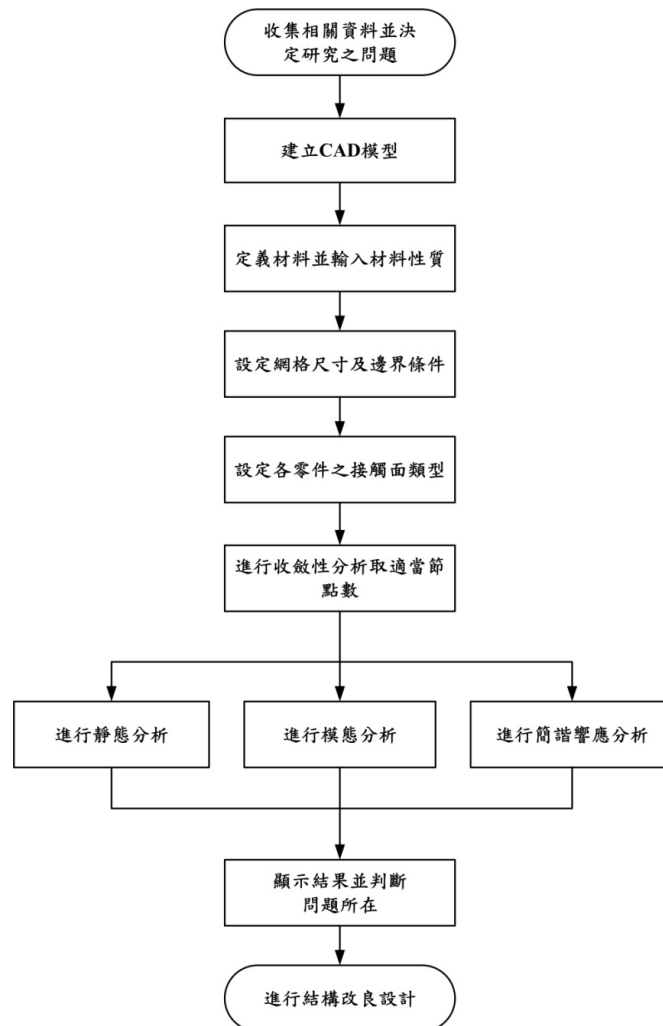 收集相關資料並決
定研究之問題
建立CAD模型
定義材料並輸入材料性質
設定網格尺寸及邊界條件
設定各零件之接觸面類型
進行收斂性分析取適當節
點數
進行靜態分析
進行模態分析
進行簡諧響應分析
顯示結果並判斷
問題所在
進行結構改良設計